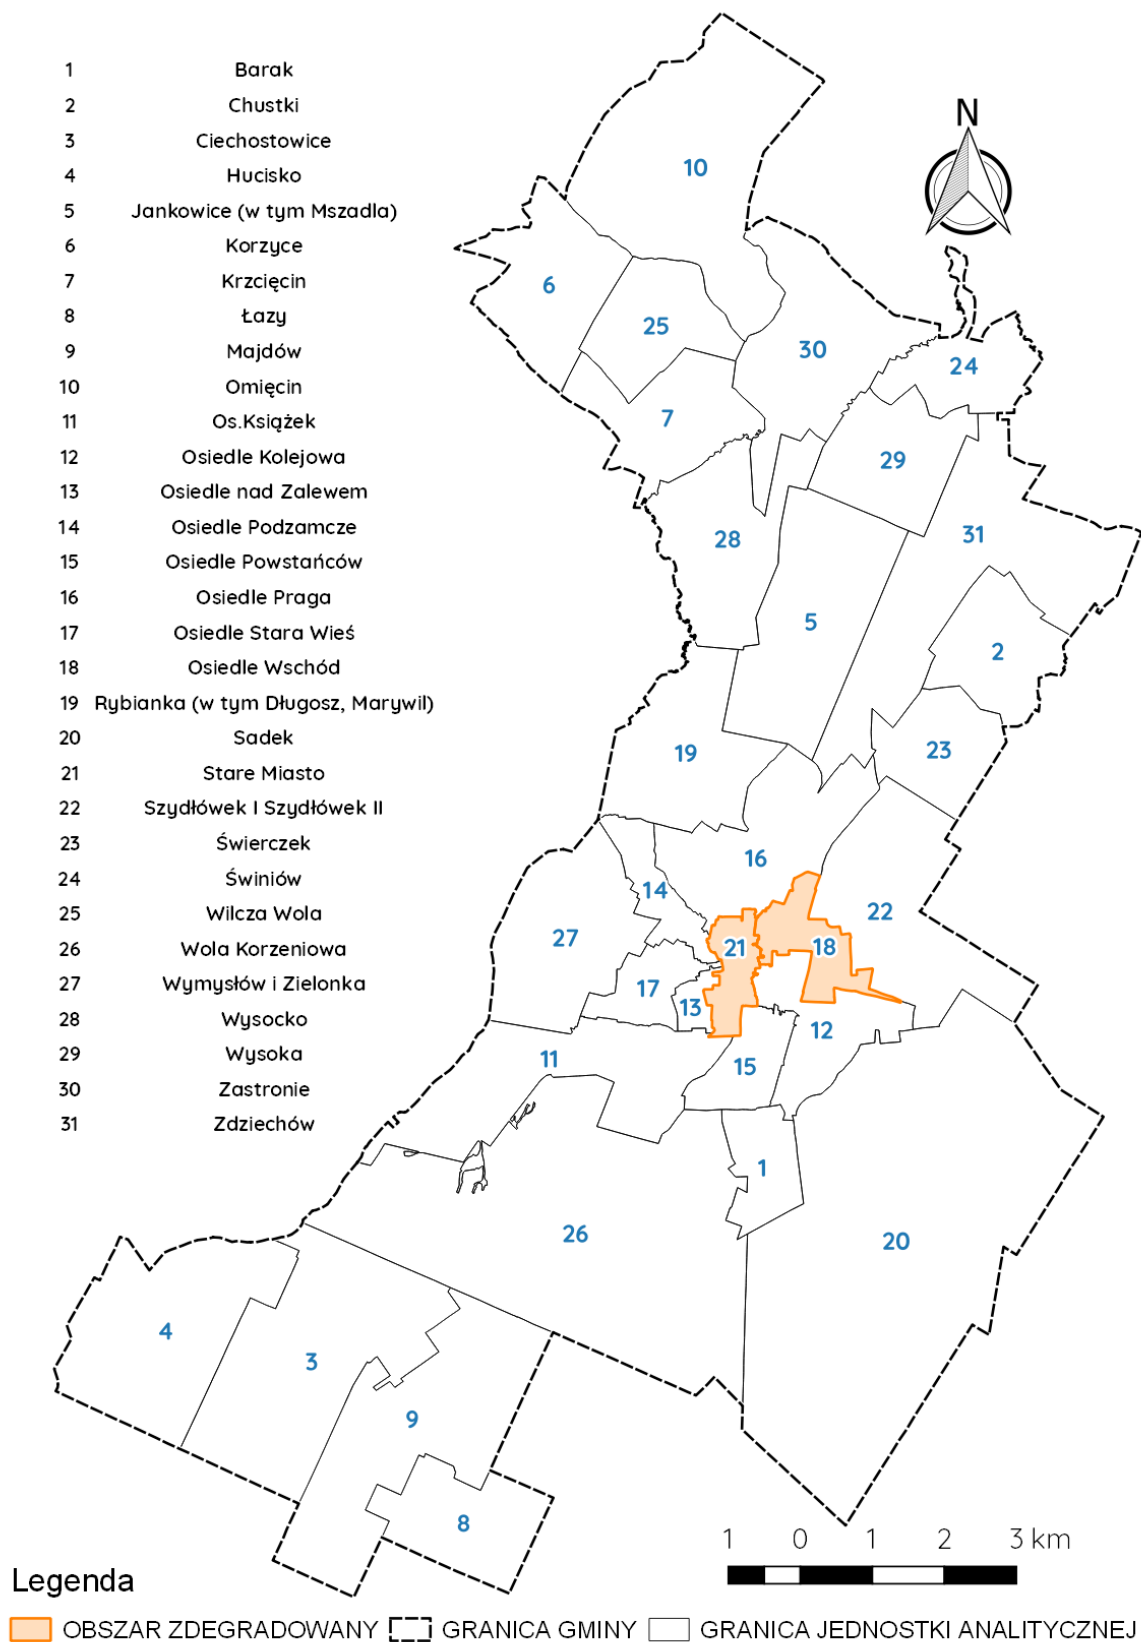 1 Barak
2 Chustki
3 Ciechostowice
4 Hucisko
5 Jankowice (w tym Mszadla)
6 Korzyce
7 Krzcięcin
8 Łazy
9 Majdów
10 Omięcin
11 Os.Książek
12 Osiedle Kolejowa
13 Osiedle nad Zalewem
14 Osiedle Podzamcze
15 Osiedle Powstańców
16 Osiedle Praga
17 Osiedle Stara Wieś
18 Osiedle Wschód
19 Rybianka (w tym Długosz, Marywil)
20 Sadek
21 Stare Miasto
22 Szydłówek I Szydłówek II
23 Świerczek
24 Świniów
25 Wilcza Wola
26 Wola Korzeniowa
27 Wymysłów i Zielonka
28 Wysocko
29 Wysoka
30 Zastronie
31 Zdziechów
N
10
6
25
30
24
7
29
28
31
5
2
19
23
16
14
22
27
21
18
17
13
12
11
15
1
26
20
4
3
9
8
1 0 1 2 3 km
Legenda
OBSZAR ZDEGRADOWANY GRANICA GMINY GRANICA JEDNOSTKI ANALITYCZNEJ